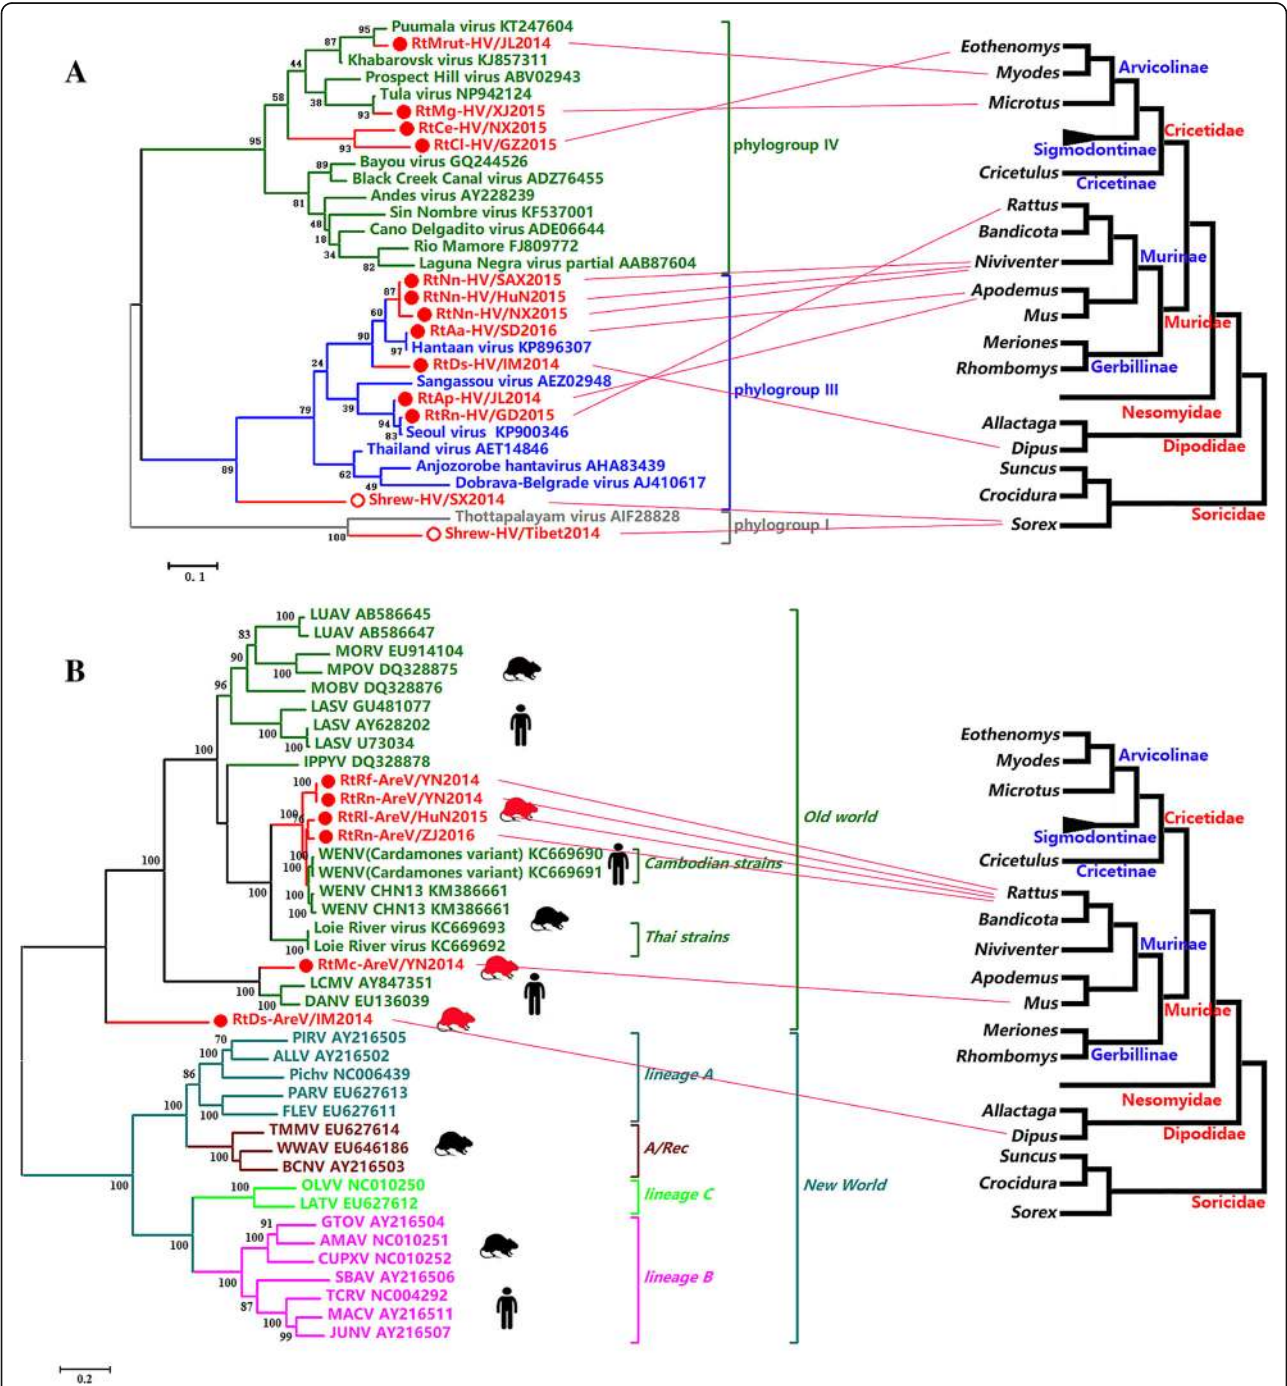 A
95
Puumala virus KT247604
87
RtMrut-HV/JL2014
44
Khabarovsk virus KJ857311
Prospect Hill virus ABV02943
58
38
Tula virus NP942124
93
RtMg-HV/XJ2015
RtCe-HV/NX2015
95
93
RtCl-HV/GZ2015
89
Bayou virus GQ244526
Black Creek Canal virus ADZ76455
81
Andes virus AY228239
48
Sin Nombre virus KF537001
18
Cano Delgadito virus ADE06644
34
Rio Mamore FJ809772
82
Laguna Negra virus partial AAB87604
RtNn-HV/SAX2015
87
RtNn-HV/HuN2015
60
RtNn-HV/NX2015
RtAa-HV/SD2016
90
97
Hantaan virus KP896307
24
RtDs-HV/IM2014
Sangassou virus AEZ02948
39
RtAp-HV/JL2014
79
94
RtRn-HV/GD2015
83
Seoul virus KP900346
Thailand virus AET14846
62
Anjozorobe hantavirus AHA83439
89
49
Dobrava-Belgrade virus AJ410617
Shrew-HV/SX2014
Thottapalayam virus AIF28828
100
Shrew-HV/Tibet2014
0.1
phylogroup IV
phylogroup III
phylogroup I
Eothenomys
Myodes
Arvicolinae
Microtus
Cricetidae
Sigmodontinae
Cricetulus
Cricetinae
Rattus
Bandicota
Niviventer
Murinae
Apodemus
Mus
Muridae
Meriones
Rhombomys
Gerbillinae
Nesomyidae
Allactaga
Dipus
Dipodidae
Suncus
Crocidura
Soricidae
Sorex
B
100
LUAV AB586645
83
LUAV AB586647
90
MORV EU914104
100
MPOV DQ328875
96
MOBV DQ328876
LASV GU481077
100
LASV AY628202
100
LASV U73034
100
IPPYV DQ328878
100
RtRf-AreV/YN2014
RtRn-AreV/YN2014
100
76
RtRl-AreV/HuN2015
RtRn-AreV/ZJ2016
100
100
WENV(Cardamones variant) KC669690
100
WENV(Cardamones variant) KC669691
100
100
WENV CHN13 KM386661
100
WENV CHN13 KM386661
Loie River virus KC669693
100
Loie River virus KC669692
RtMc-AreV/YN2014
100
LCMV AY847351
100
DANV EU136039
RtDs-AreV/IM2014
70
PIRV AY216505
100
ALLV AY216502
86
Pichv NC006439
PARV EU627613
100
100
FLEV EU627611
TMMV EU627614
WWAV EU646186
100
BCNV AY216503
100
100
OLVV NC010250
LATV EU627612
91
GTOV AY216504
100
AMAV NC010251
100
CUPXV NC010252
100
SBAV AY216506
87
TCRV NC004292
100
MACV AY216511
99
JUNV AY216507
0.2
Cambodian strains
Thai strains
Old world
lineage A
A/Rec
lineage C
lineage B
New World
Eothenomys
Myodes
Arvicolinae
Microtus
Cricetidae
Sigmodontinae
Cricetulus
Cricetinae
Rattus
Bandicota
Niviventer
Murinae
Apodemus
Mus
Muridae
Meriones
Rhombomys
Gerbillinae
Nesomyidae
Allactaga
Dipus
Dipodidae
Suncus
Crocidura
Soricidae
Sorex